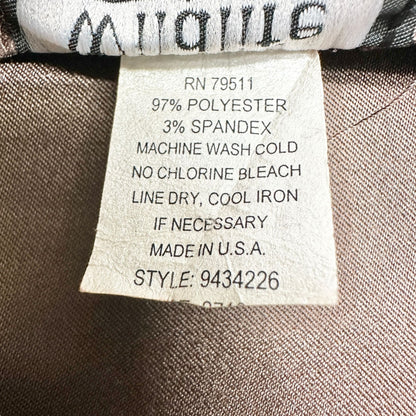 RN 79511
97% POLYESTER
3% SPANDEX
MACHINE WASH COLD
NO CHLORINE BLEACH
LINE DRY, COOL IRON
IF NECESSARY
MADE IN U.S.A.
STYLE: 9434226